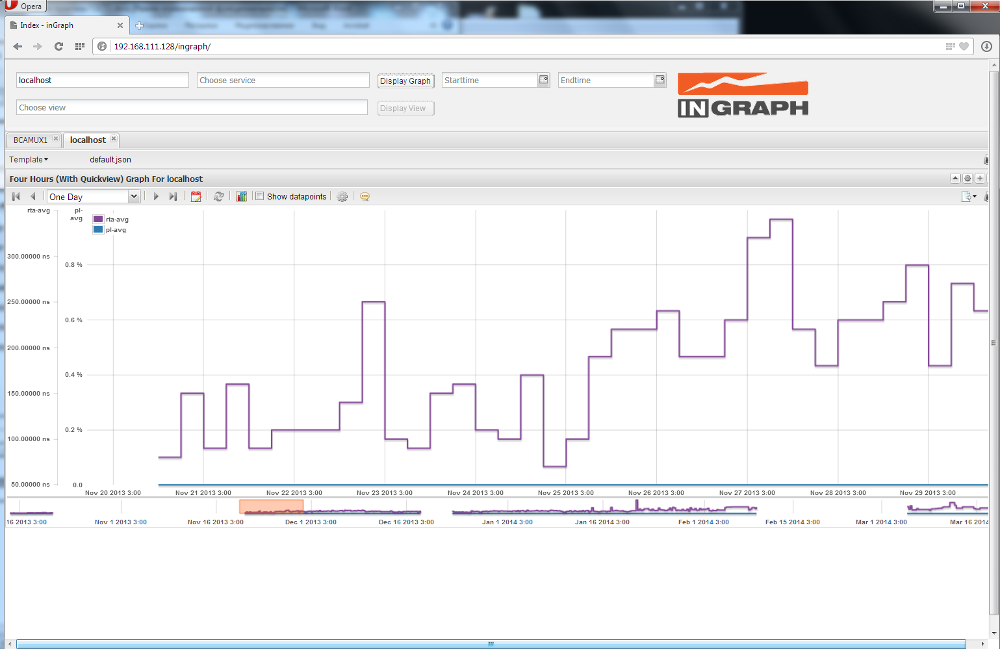 Opera
Index - inGraph
192.168.111.128/ingraph/
localhost
Choose service
Display Graph
Starttime
Endtime
Choose view
Display View
INGRAPH
BCAMUX1
localhost
Template
default.json
Four Hours (With Quickview) Graph For localhost
One Day
Show datapoints
rta-avg
pl-
avg
rta-avg
pl-avg
300.00000 ns
0.8 %
250.00000 ns
0.6 %
200.00000 ns
0.4 %
150.00000 ns
0.2 %
100.00000 ns
50.00000 ns
0.0
Nov 20 2013 3:00
Nov 21 2013 3:00
Nov 22 2013 3:00
Nov 23 2013 3:00
Nov 24 2013 3:00
Nov 25 2013 3:00
Nov 26 2013 3:00
Nov 27 2013 3:00
Nov 28 2013 3:00
Nov 29 2013 3:00
16 2013 3:00
Nov 1 2013 3:00
Nov 16 2013 3:00
Dec 1 2013 3:00
Dec 16 2013 3:00
Jan 1 2014 3:00
Jan 16 2014 3:00
Feb 1 2014 3:00
Feb 15 2014 3:00
Mar 1 2014 3:00
Mar 16 2014